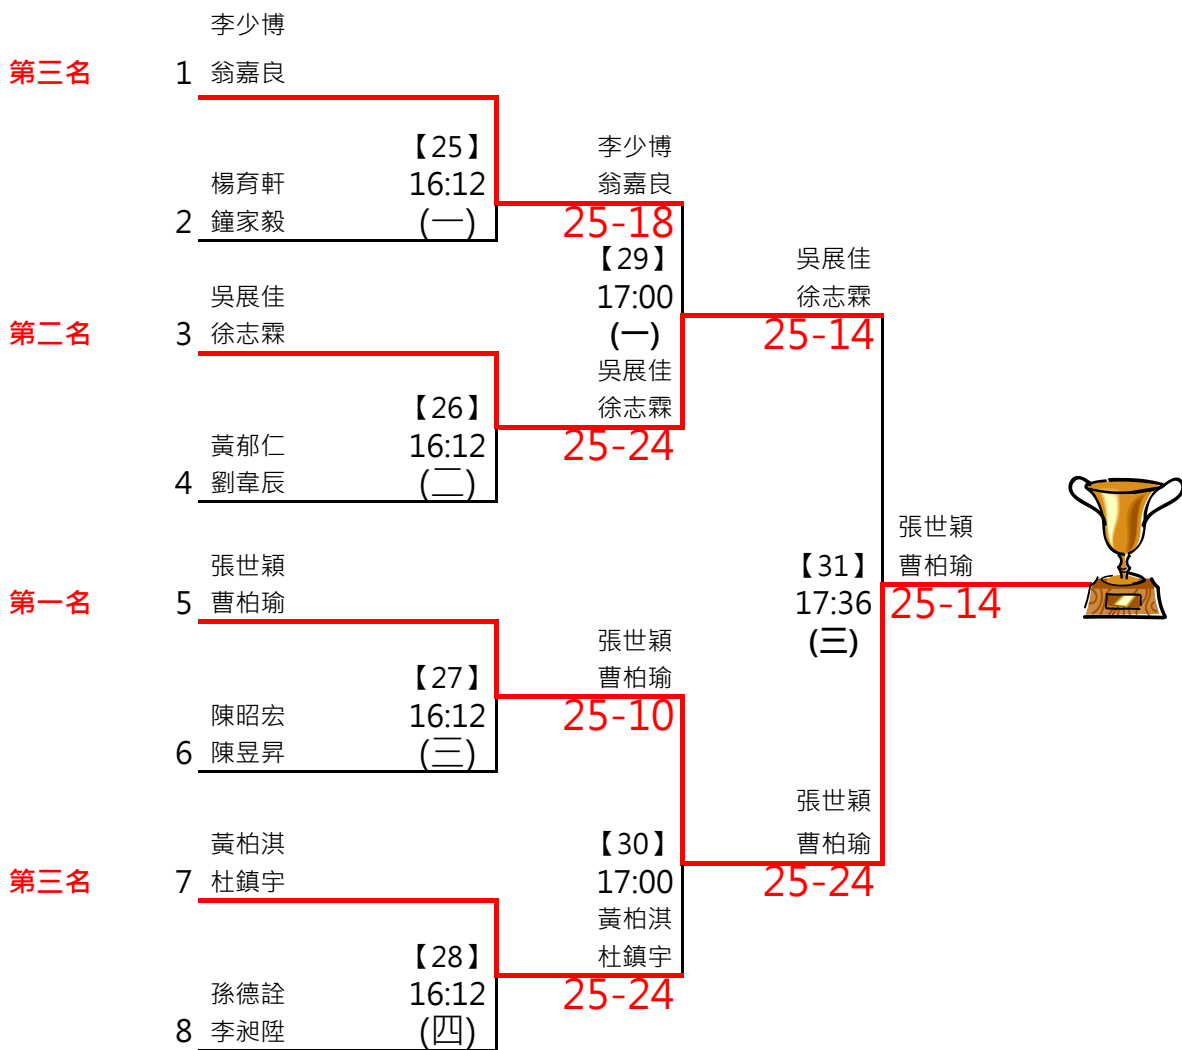 李少博
第三名 1 翁嘉良
【25】 李少博
楊育軒 16:12 翁嘉良
2 鐘家毅 (一) 25-18
【29】 吳展佳
吳展佳 17:00 徐志霖
第二名 3 徐志霖 (一) 25-14
吳展佳
【26】 徐志霖
黃郁仁 16:12 25-24
4 劉韋辰 (二)
張世穎
張世穎 【31】 曹柏瑜
第一名 5 曹柏瑜 17:36 25-14
張世穎 (三)
【27】 曹柏瑜
陳昭宏 16:12 25-10
6 陳昱昇 (三)
張世穎
黃柏淇 【30】 曹柏瑜
第三名 7 杜鎮宇 17:00 25-24
黃柏淇
【28】 杜鎮宇
孫德詮 16:12 25-24
8 李昶陞 (四)